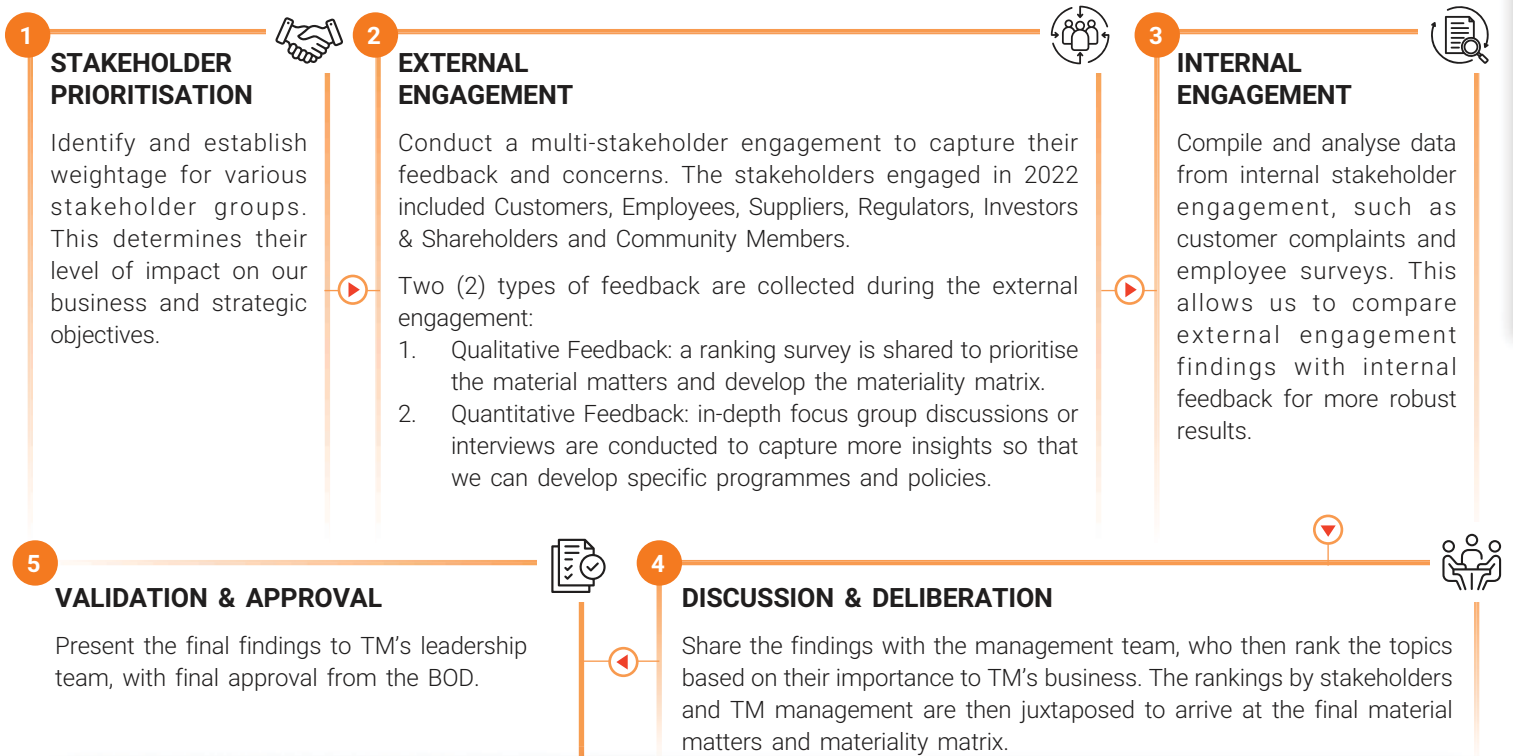 1
STAKEHOLDER
PRIORITISATION
Identify and establish
weightage for various
stakeholder groups.
This determines their
level of impact on our
business and strategic
objectives.
2
EXTERNAL
ENGAGEMENT
Conduct a multi-stakeholder engagement to capture their
feedback and concerns. The stakeholders engaged in 2022
included Customers, Employees, Suppliers, Regulators, Investors
& Shareholders and Community Members.
Two (2) types of feedback are collected during the external
engagement:
1. Qualitative Feedback: a ranking survey is shared to prioritise
the material matters and develop the materiality matrix.
2. Quantitative Feedback: in-depth focus group discussions or
interviews are conducted to capture more insights so that
we can develop specific programmes and policies.
3
INTERNAL
ENGAGEMENT
Compile and analyse data
from internal stakeholder
engagement, such as
customer complaints and
employee surveys. This
allows us to compare
external engagement
findings with internal
feedback for more robust
results.
4
DISCUSSION & DELIBERATION
Share the findings with the management team, who then rank the topics
based on their importance to TM's business. The rankings by stakeholders
and TM management are then juxtaposed to arrive at the final material
matters and materiality matrix.
5
VALIDATION & APPROVAL
Present the final findings to TM's leadership
team, with final approval from the BOD.